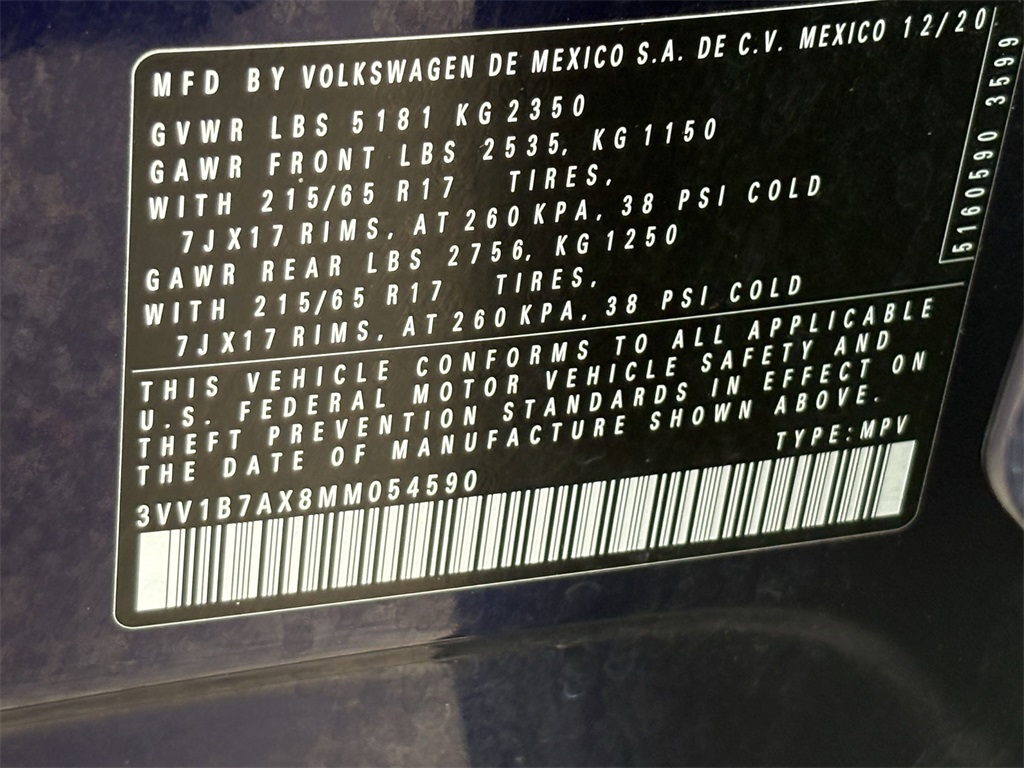 MFD BY VOLKSWAGEN DE MEXICO S.A. DE C.V. MEXICO 12/20
GVWR LBS 5181 KG 2350
GAWR FRONT LBS 2535, KG 1150
WITH 215/65 R17 TIRES,
7JX17 RIMS, AT 260 KPA, 38 PSI COLD
GAWR REAR LBS 2756, KG 1250
WITH 215/65 R17 TIRES,
7JX17 RIMS, AT 260 KPA, 38 PSI COLD
THIS VEHICLE CONFORMS TO ALL APPLICABLE
U.S. FEDERAL MOTOR VEHICLE SAFETY AND
THEFT PREVENTION STANDARDS IN EFFECT ON
THE DATE OF MANUFACTURE SHOWN ABOVE.
TYPE: MPV
3VV1B7AX8MM054590
5160590 3599